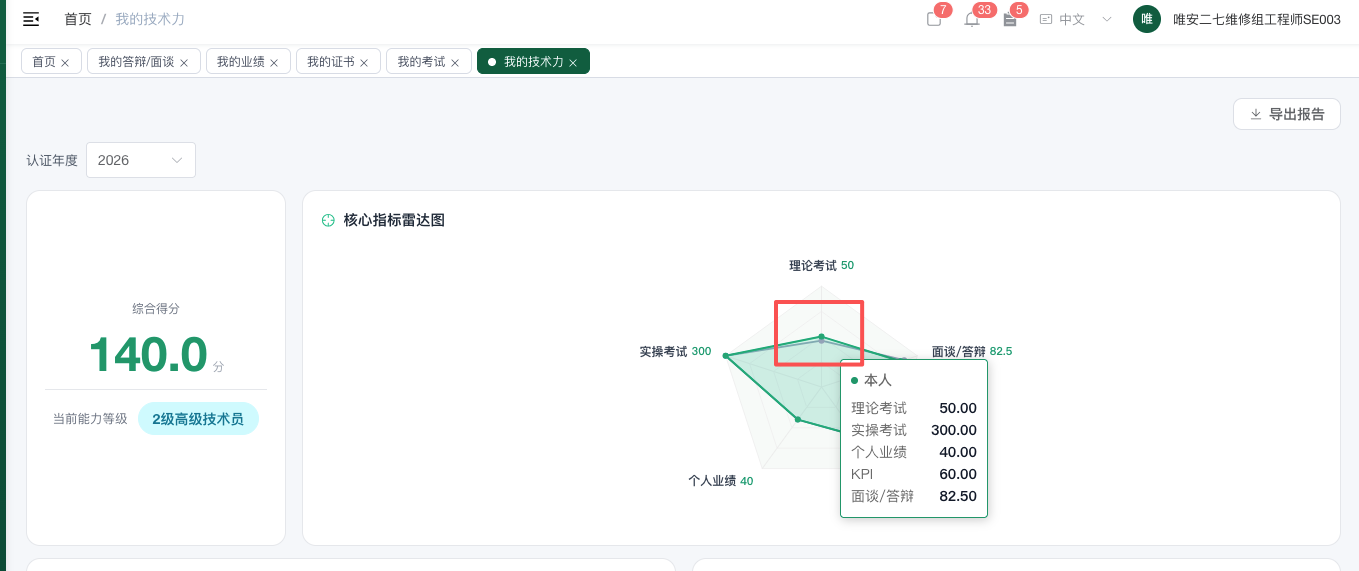 首页 / 我的技术力
7
33
5
中文
唯
唯安二七维修组工程师SE003
首页 ×
我的答辩/面谈 ×
我的业绩 ×
我的证书 ×
我的考试 ×
我的技术力 ×
导出报告
认证年度
2026
综合得分
140.0 分
当前能力等级
2级高级技术员
核心指标雷达图
理论考试 50
实操考试 300
面谈/答辩 82.5
个人业绩 40
本人
理论考试 50.00
实操考试 300.00
个人业绩 40.00
KPI 60.00
面谈/答辩 82.50